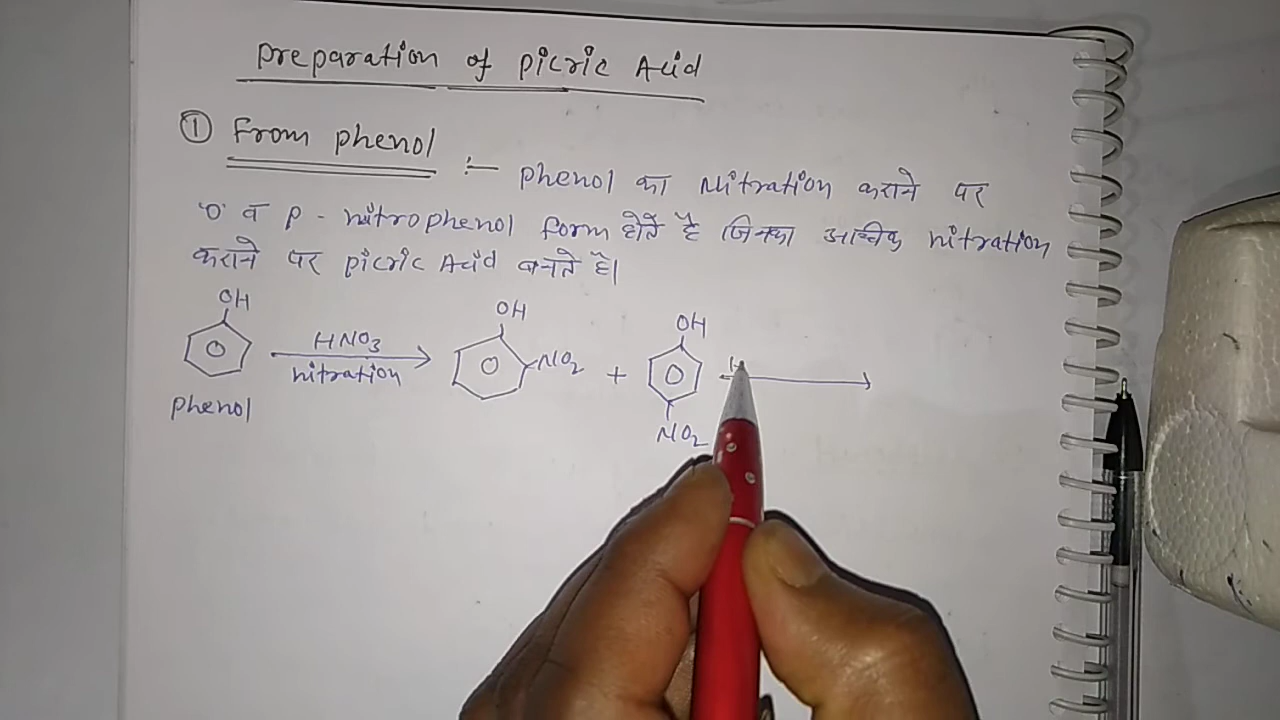 Preparation of Picric Acid
① From phenol :- Phenol का Nitration कराने पर
'o' व p - nitrophenol form होते है जिनका nitration
कराने पर picric Acid बनते है।
OH OH OH
HNO3 NO2 +
nitration
phenol NO2